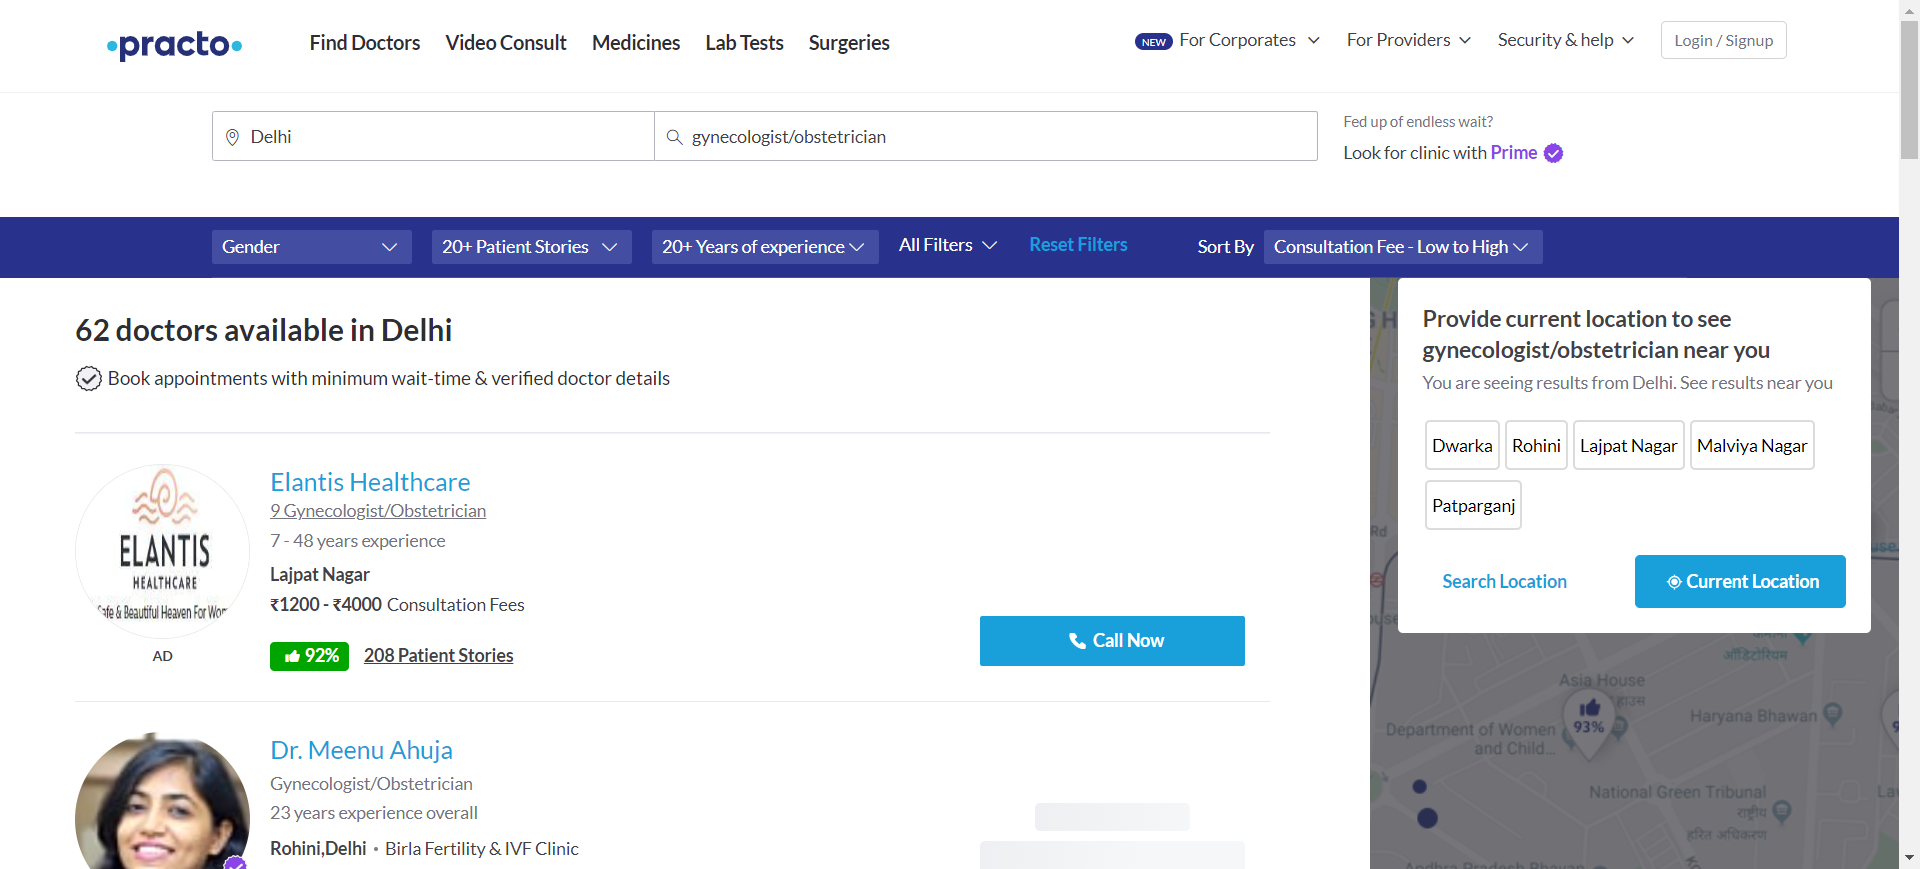 practo
Find Doctors
Video Consult
Medicines
Lab Tests
Surgeries
NEW
For Corporates
For Providers
Security & help
Login / Signup
Delhi
gynecologist/obstetrician
Fed up of endless wait?
Look for clinic with Prime
Gender
20+ Patient Stories
20+ Years of experience
All Filters
Reset Filters
Sort By
Consultation Fee - Low to High
62 doctors available in Delhi
Book appointments with minimum wait-time & verified doctor details
ELANTIS
HEALTHCARE
AD
Elantis Healthcare
9 Gynecologist/Obstetrician
7 - 48 years experience
Lajpat Nagar
₹1200 - ₹4000 Consultation Fees
92%
208 Patient Stories
Call Now
Dr. Meenu Ahuja
Gynecologist/Obstetrician
23 years experience overall
Rohini,Delhi • Birla Fertility & IVF Clinic
Provide current location to see
gynecologist/obstetrician near you
You are seeing results from Delhi. See results near you
Dwarka
Rohini
Lajpat Nagar
Malviya Nagar
Patparganj
Search Location
Current Location
Rd
ऑडिटोरियम
Asia House
हाउस
93%
Department of Women
and Child...
Haryana Bhawan
National Green Tribunal
राष्ट्रीय
हरित अधिकरण
Andhra Pradesh Bhavan